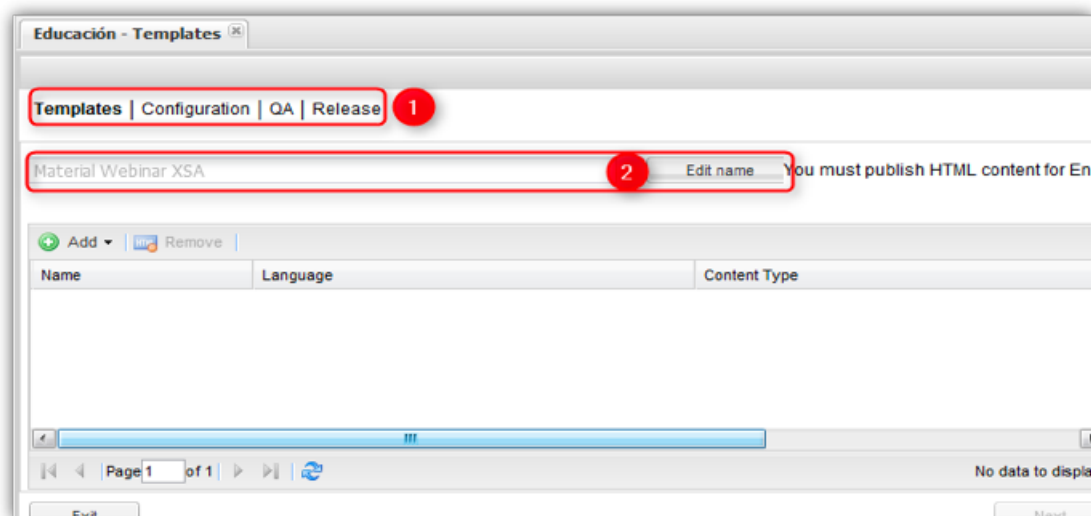 Educación - Templates
Templates | Configuration | QA | Release 1
Material Webinar XSA 2 Edit name You must publish HTML content for En
Add Remove
Name Language Content Type
Page 1 of 1 No data to displa
Exit Next